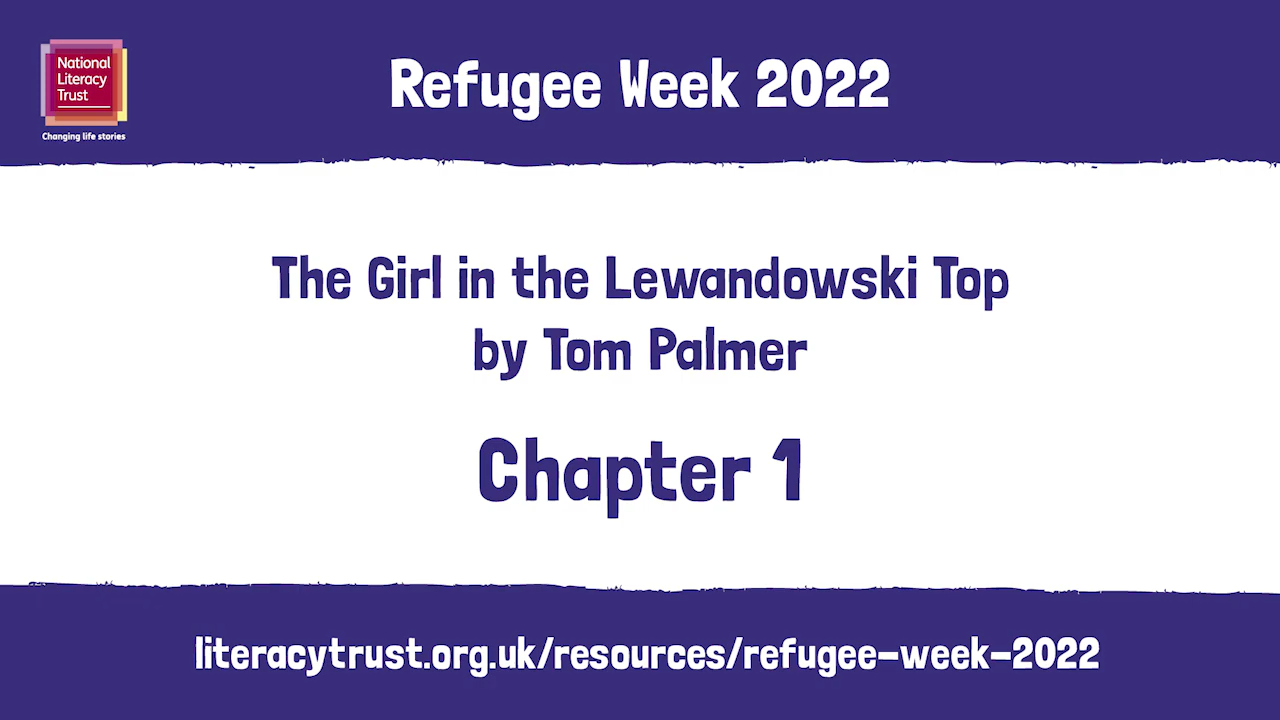 National
Literacy
Trust
Changing life stories
Refugee Week 2022
The Girl in the Lewandowski Top
by Tom Palmer
Chapter 1
literacytrust.org.uk/resources/refugee-week-2022